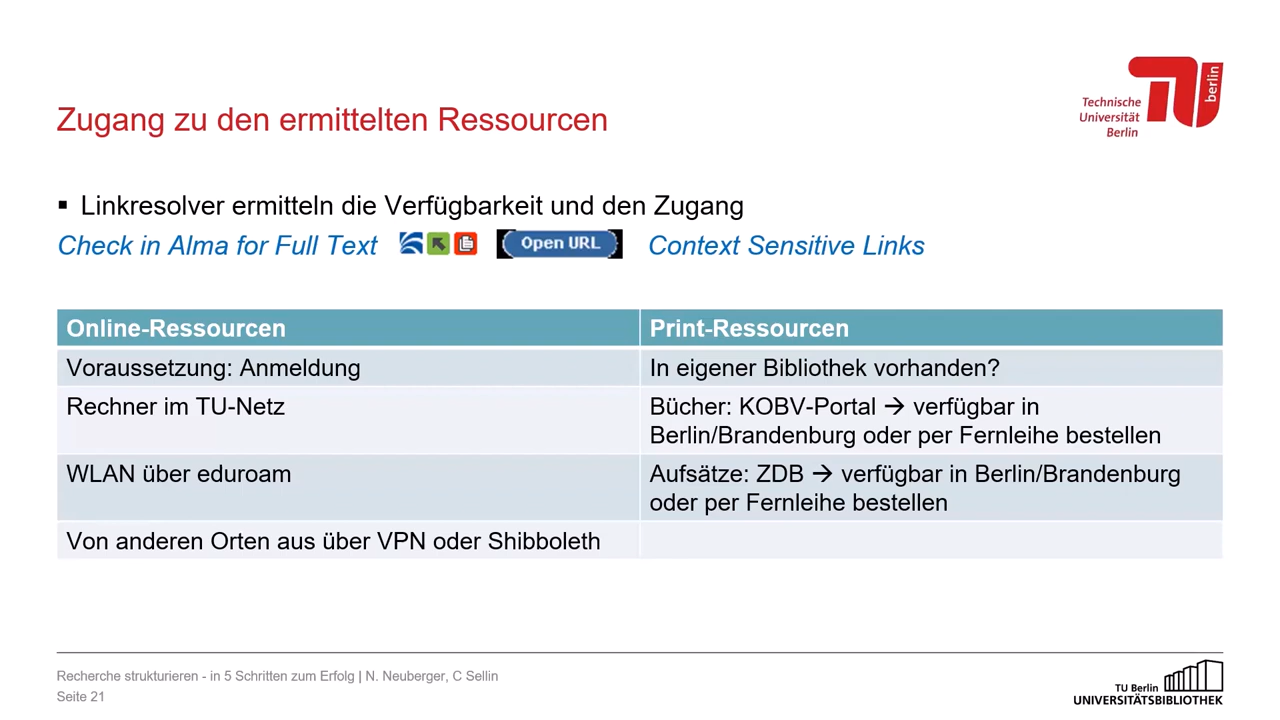 Technische
Universität
Berlin
berlin
Zugang zu den ermittelten Ressourcen
▪ Linkresolver ermitteln die Verfügbarkeit und den Zugang
Check in Alma for Full Text Open URL Context Sensitive Links
Online-Ressourcen Print-Ressourcen
Voraussetzung: Anmeldung In eigener Bibliothek vorhanden?
Rechner im TU-Netz Bücher: KOBV-Portal → verfügbar in
Berlin/Brandenburg oder per Fernleihe bestellen
WLAN über eduroam Aufsätze: ZDB → verfügbar in Berlin/Brandenburg
oder per Fernleihe bestellen
Von anderen Orten aus über VPN oder Shibboleth
Recherche strukturieren - in 5 Schritten zum Erfolg | N. Neuberger, C Sellin
Seite 21
TU Berlin
UNIVERSITÄTSBIBLIOTHEK